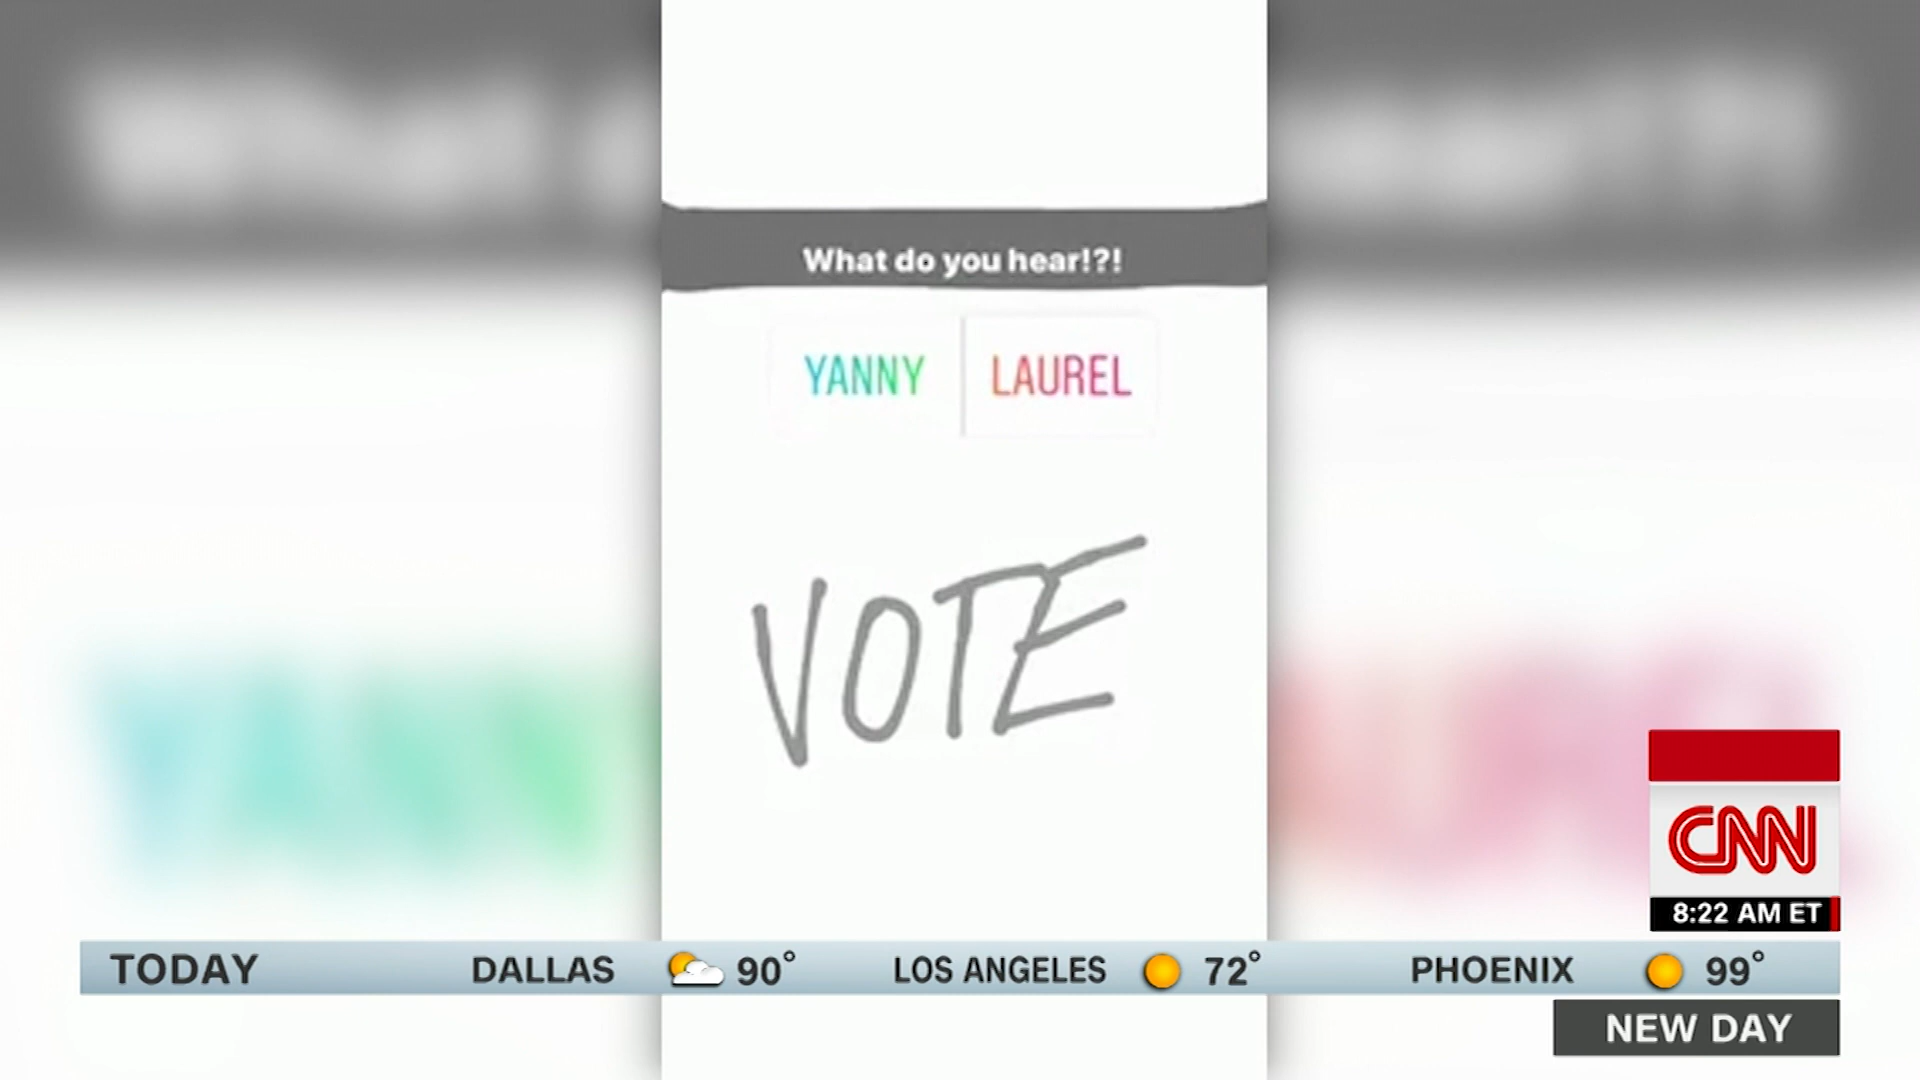 What do you hear!?!
YANNY LAUREL
VOTE
CNN
8:22 AM ET
TODAY DALLAS 90° LOS ANGELES 72° PHOENIX 99°
NEW DAY